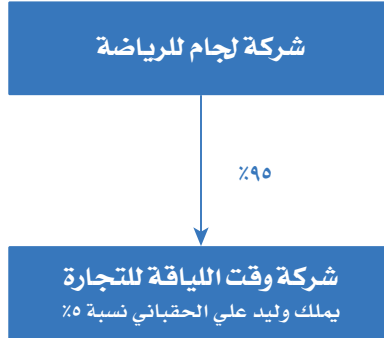 شركة لجام للرياضة
٩٥٪
شركة وقت اللياقة للتجارة
يملك وليد علي الحقباني نسبة ٥٪